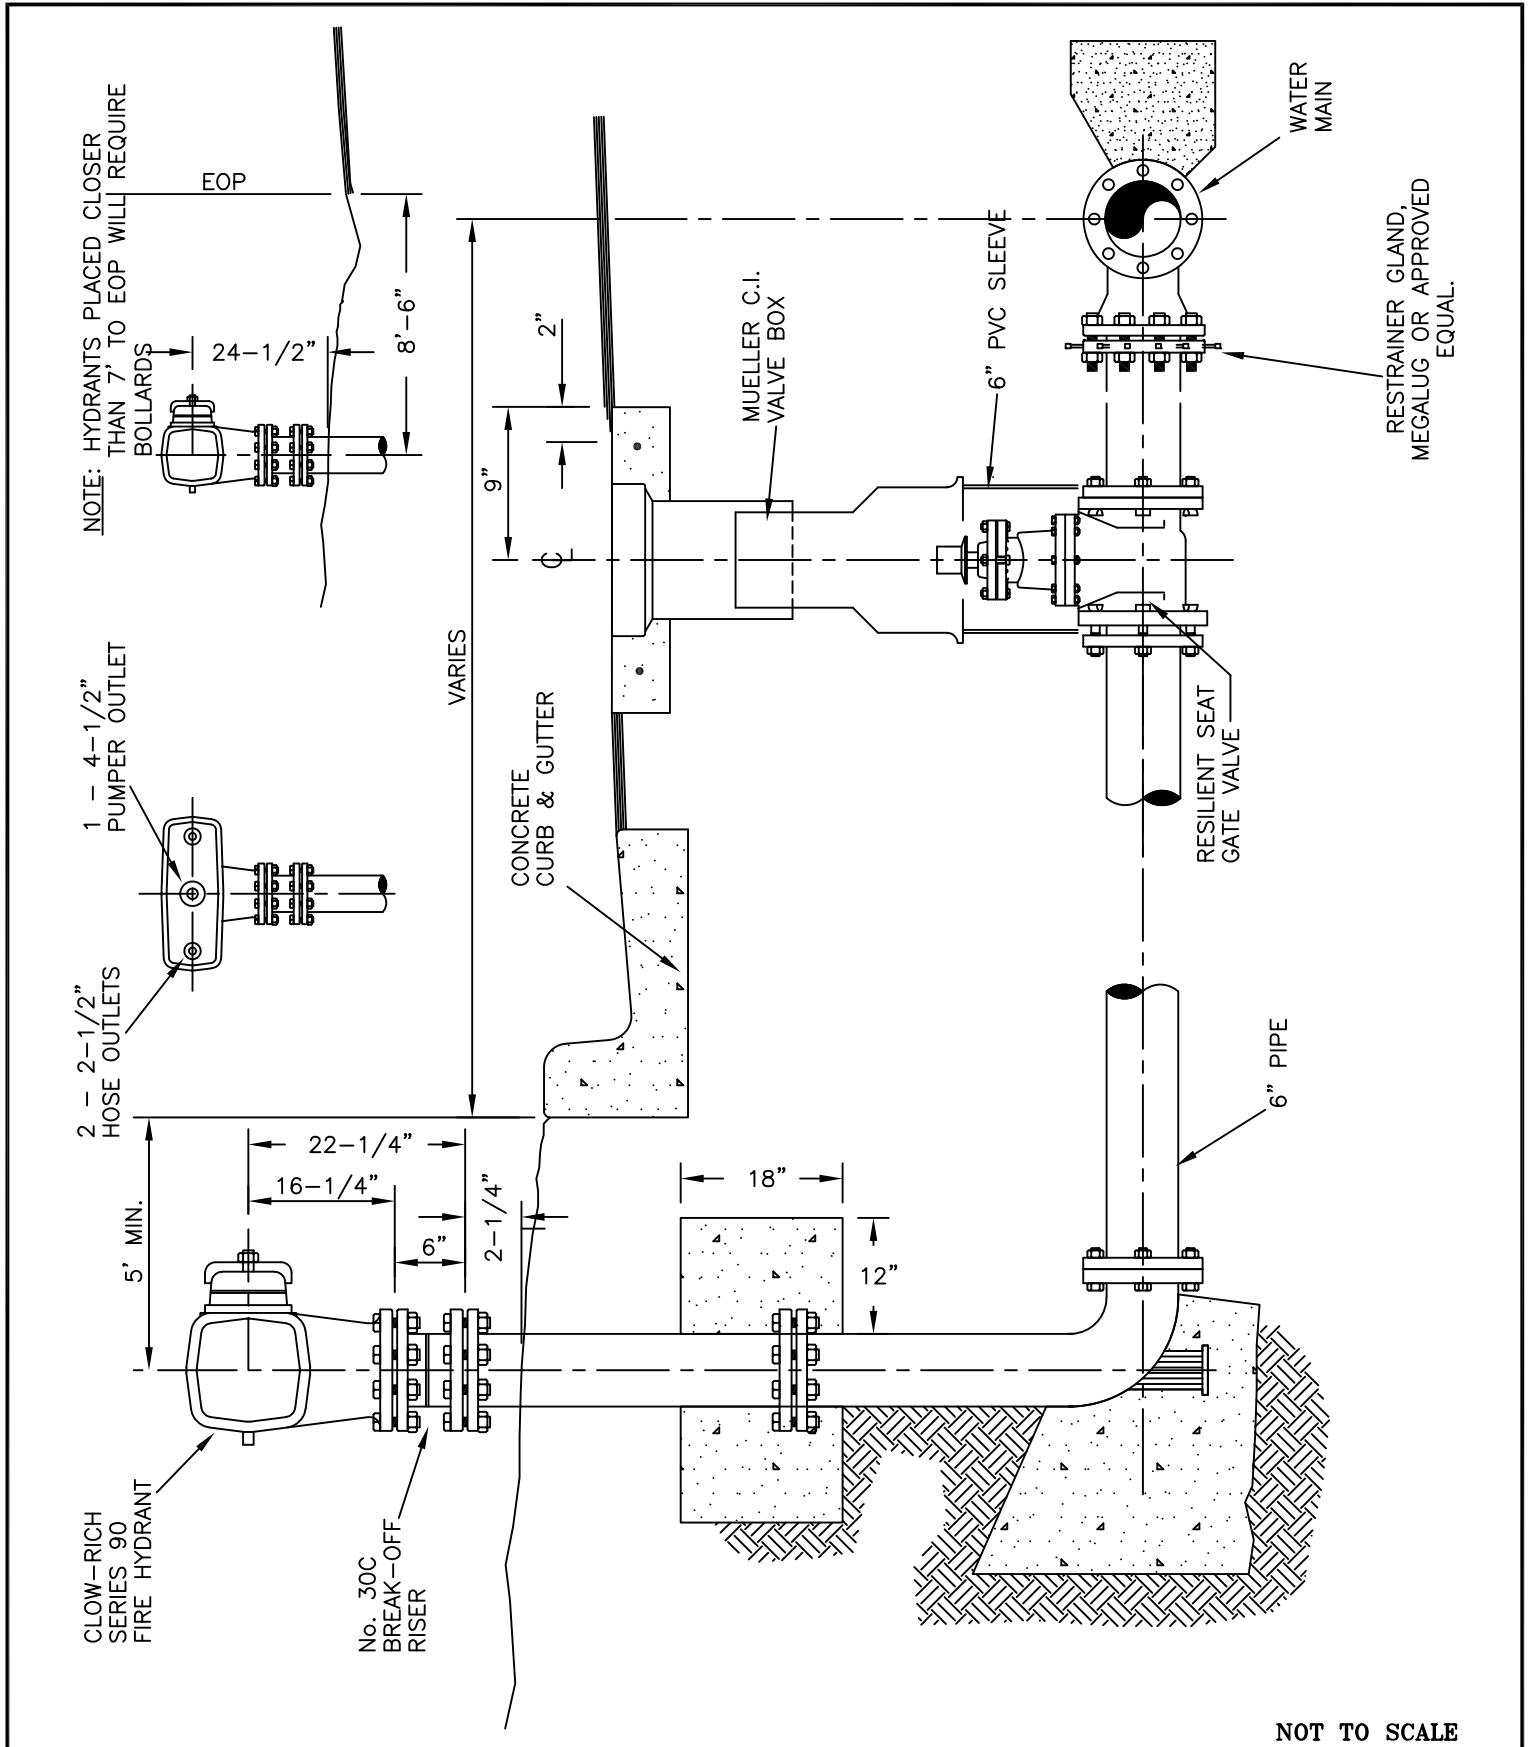 NOTE: HYDRANTS PLACED CLOSER
THAN 7' TO EOP WILL REQUIRE
BOLLARDS
EOP
24-1/2"
8'-6"
1 - 4-1/2"
PUMPER OUTLET
2 - 2-1/2"
HOSE OUTLETS
VARIES
2"
9"
CL
MUELLER C.I.
VALVE BOX
6" PVC SLEEVE
WATER
MAIN
RESTRAINER GLAND,
MEGALUG OR APPROVED
EQUAL.
CONCRETE
CURB & GUTTER
RESILIENT SEAT
GATE VALVE
5' MIN.
22-1/4"
16-1/4"
6"
2-1/4"
18"
12"
6" PIPE
CLOW-RICH
SERIES 90
FIRE HYDRANT
No. 30C
BREAK-OFF
RISER
NOT TO SCALE